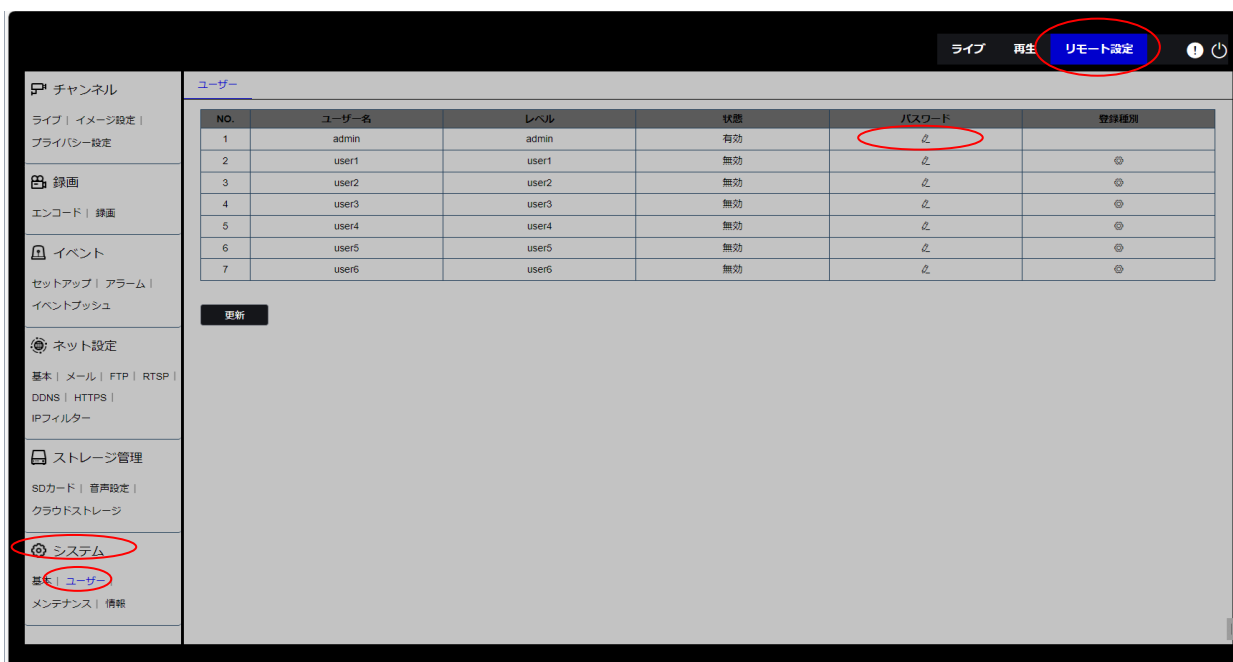 ライブ 再生 リモート設定
チャンネル
ライブ | イメージ設定 |
プライバシー設定
録画
エンコード | 録画
イベント
セットアップ | アラーム |
イベントプッシュ
ネット設定
基本 | メール | FTP | RTSP |
DDNS | HTTPS |
IPフィルター
ストレージ管理
SDカード | 音声設定 |
クラウドストレージ
システム
基本 | ユーザー |
メンテナンス | 情報
ユーザー
NO. ユーザー名 レベル 状態 パスワード 登録種別
1 admin admin 有効
2 user1 user1 無効
3 user2 user2 無効
4 user3 user3 無効
5 user4 user4 無効
6 user5 user5 無効
7 user6 user6 無効
更新